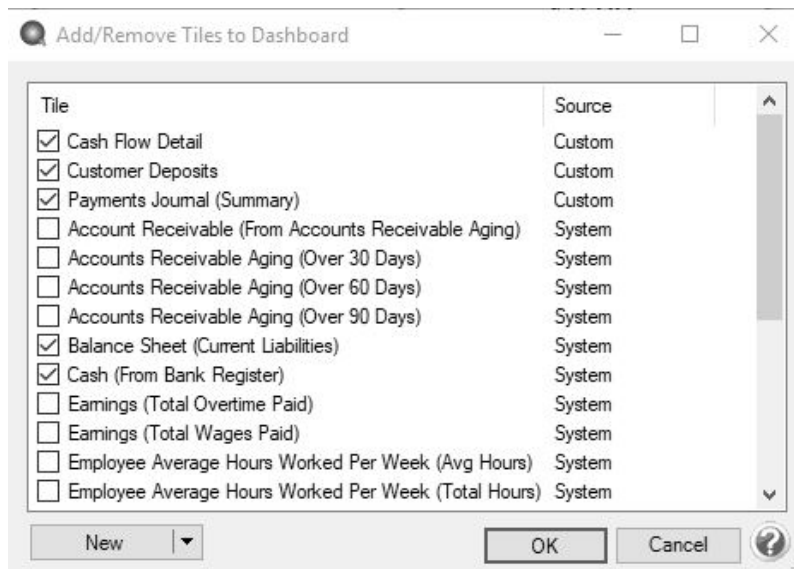 Add/Remove Tiles to Dashboard
Tile Source
Cash Flow Detail Custom
Customer Deposits Custom
Payments Journal (Summary) Custom
Account Receivable (From Accounts Receivable Aging) System
Accounts Receivable Aging (Over 30 Days) System
Accounts Receivable Aging (Over 60 Days) System
Accounts Receivable Aging (Over 90 Days) System
Balance Sheet (Current Liabilities) System
Cash (From Bank Register) System
Earnings (Total Overtime Paid) System
Earnings (Total Wages Paid) System
Employee Average Hours Worked Per Week (Avg Hours) System
Employee Average Hours Worked Per Week (Total Hours) System
New OK Cancel ?